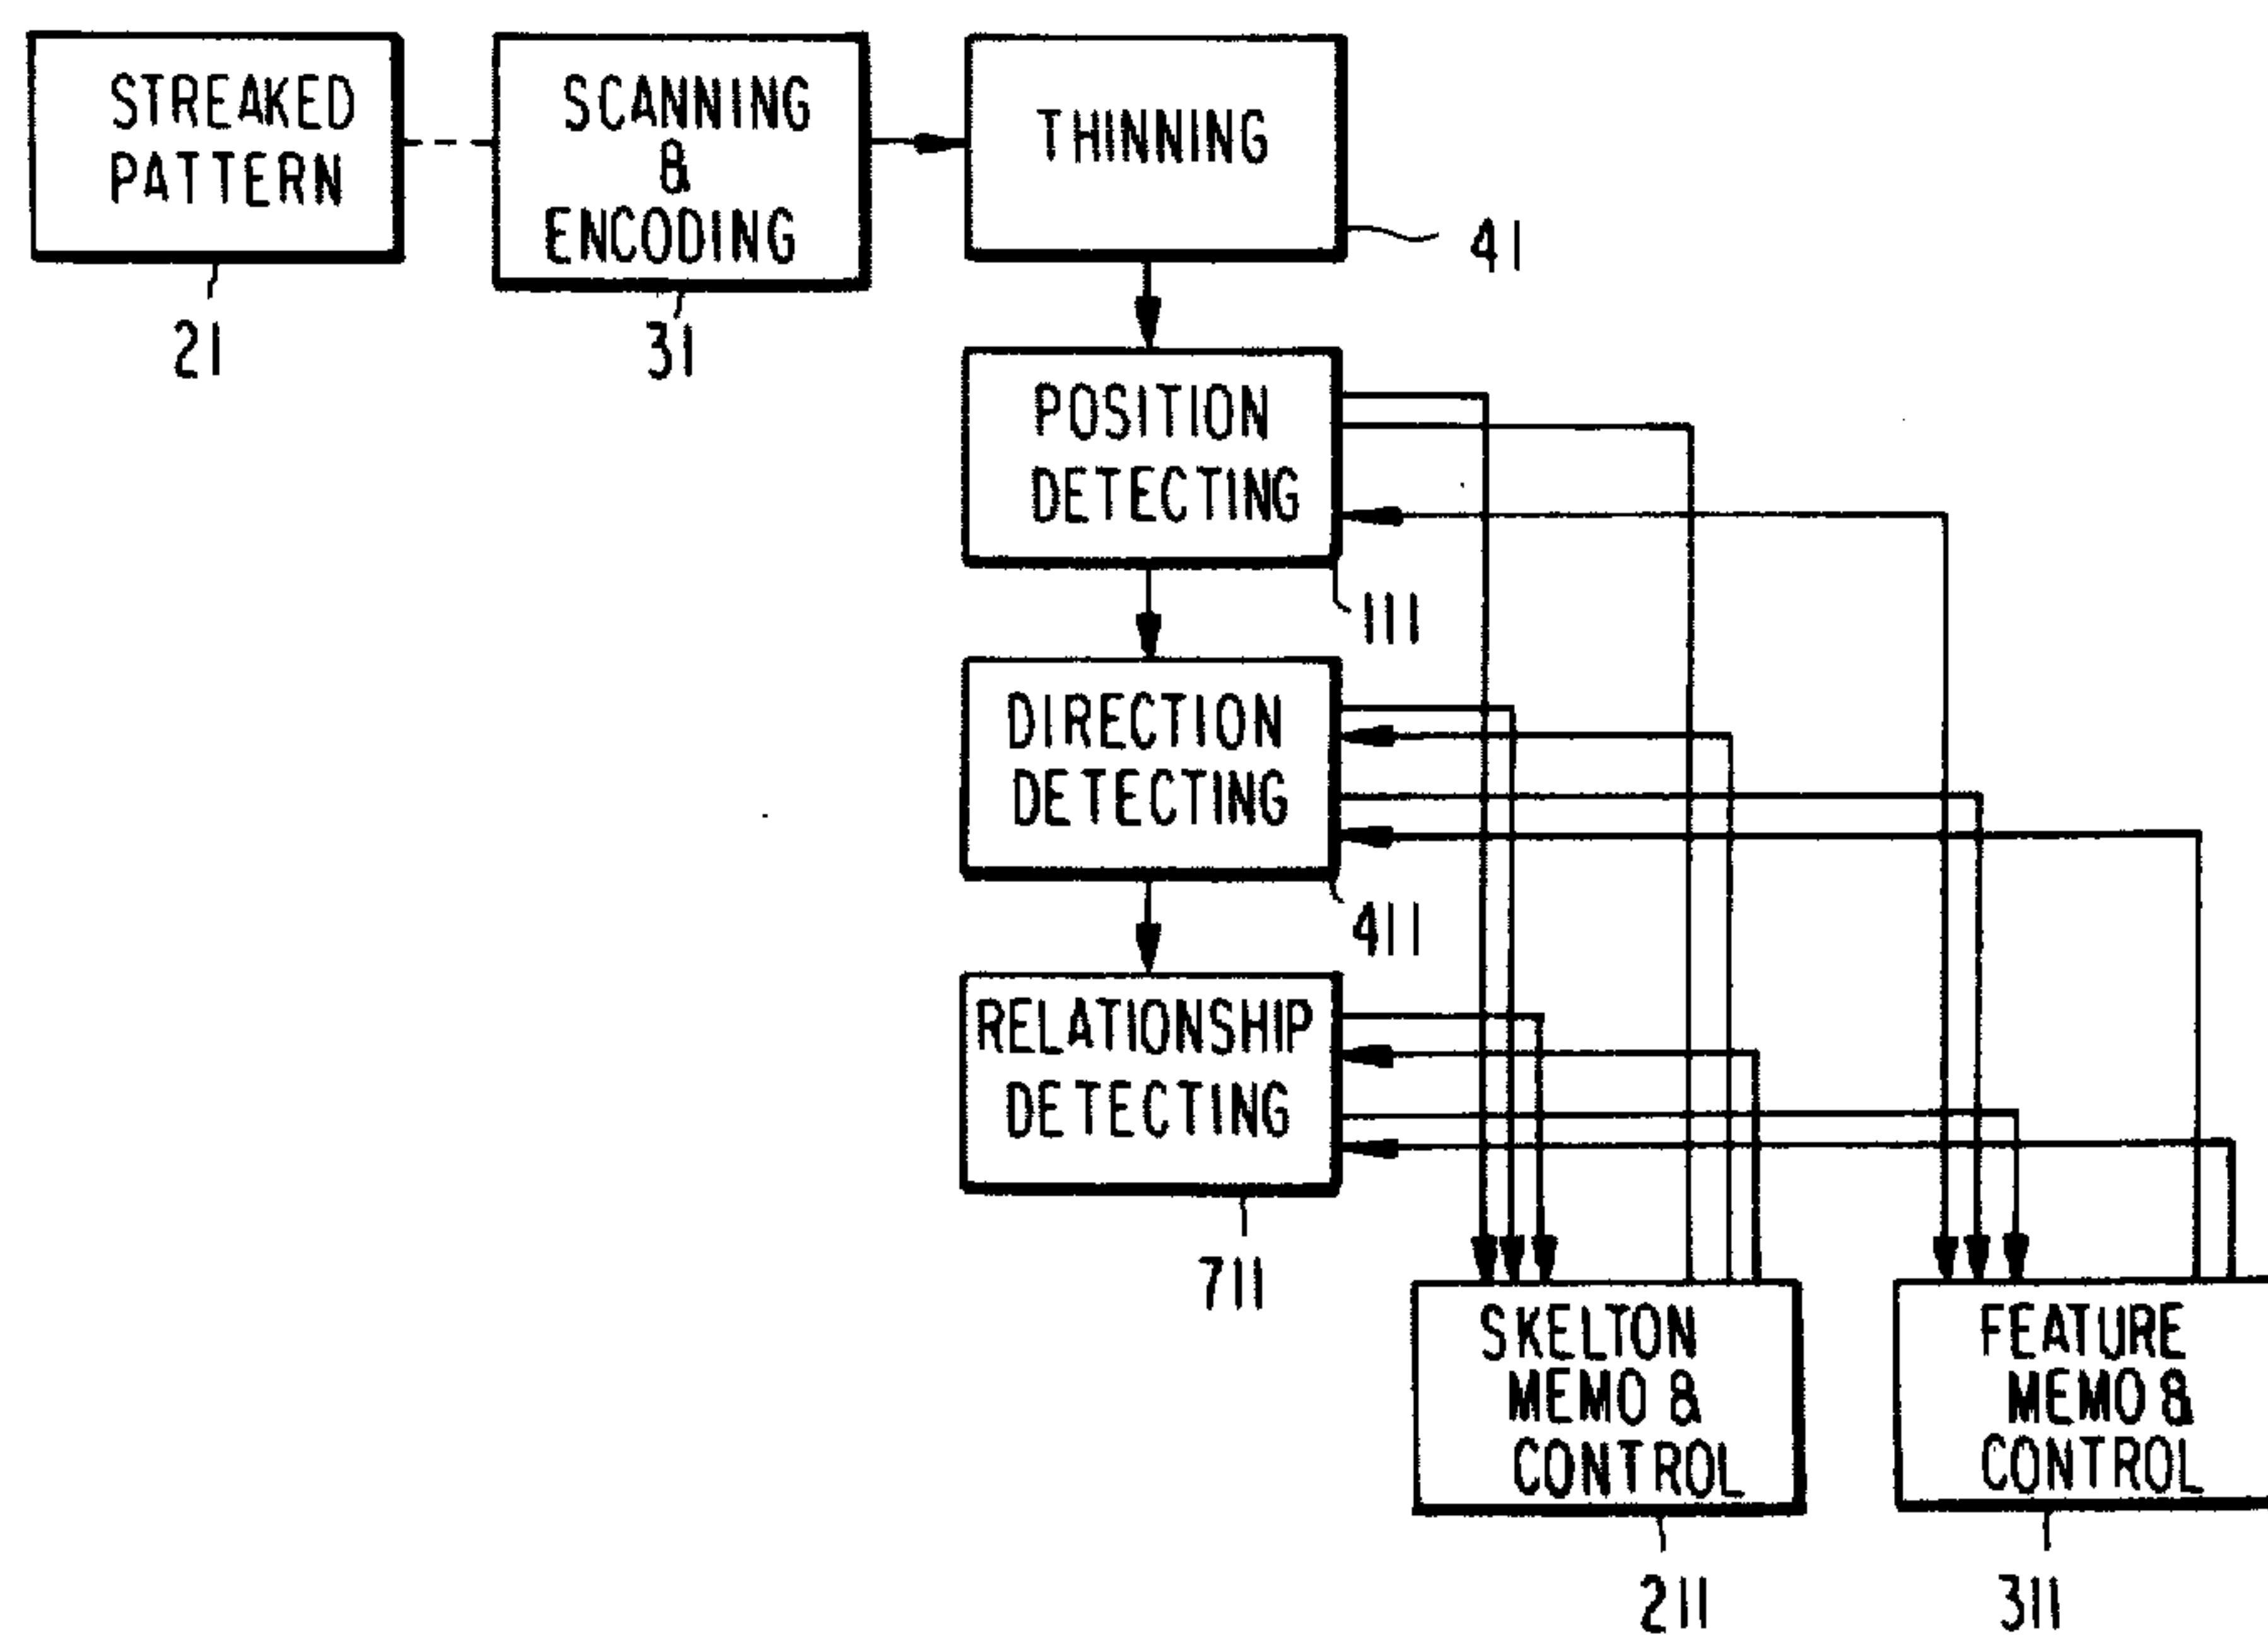 STREAKED
PATTERN
21
SCANNING
&
ENCODING
31
THINNING
41
POSITION
DETECTING
111
DIRECTION
DETECTING
411
RELATIONSHIP
DETECTING
711
SKELTON
MEMO &
CONTROL
211
FEATURE
MEMO &
CONTROL
311